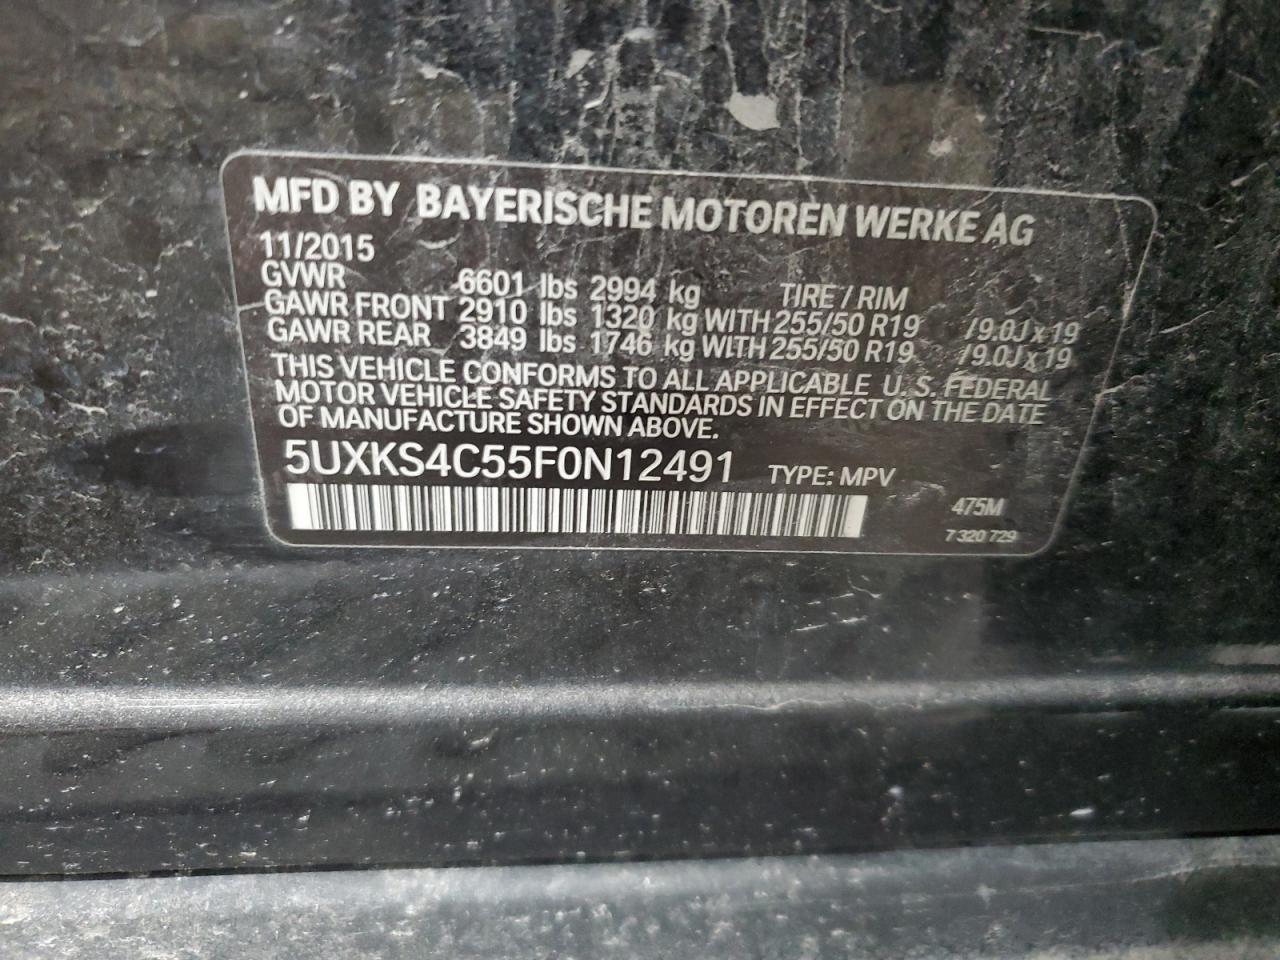 MFD BY BAYERISCHE MOTOREN WERKE AG
11/2015
GVWR 6601 lbs 2994 kg TIRE / RIM
GAWR FRONT 2910 lbs 1320 kg WITH 255/50 R19 /9.0J x 19
GAWR REAR 3849 lbs 1746 kg WITH 255/50 R19 /9.0J x 19
THIS VEHICLE CONFORMS TO ALL APPLICABLE U. S. FEDERAL
MOTOR VEHICLE SAFETY STANDARDS IN EFFECT ON THE DATE
OF MANUFACTURE SHOWN ABOVE.
5UXKS4C55F0N12491 TYPE: MPV
475M
7 320 729